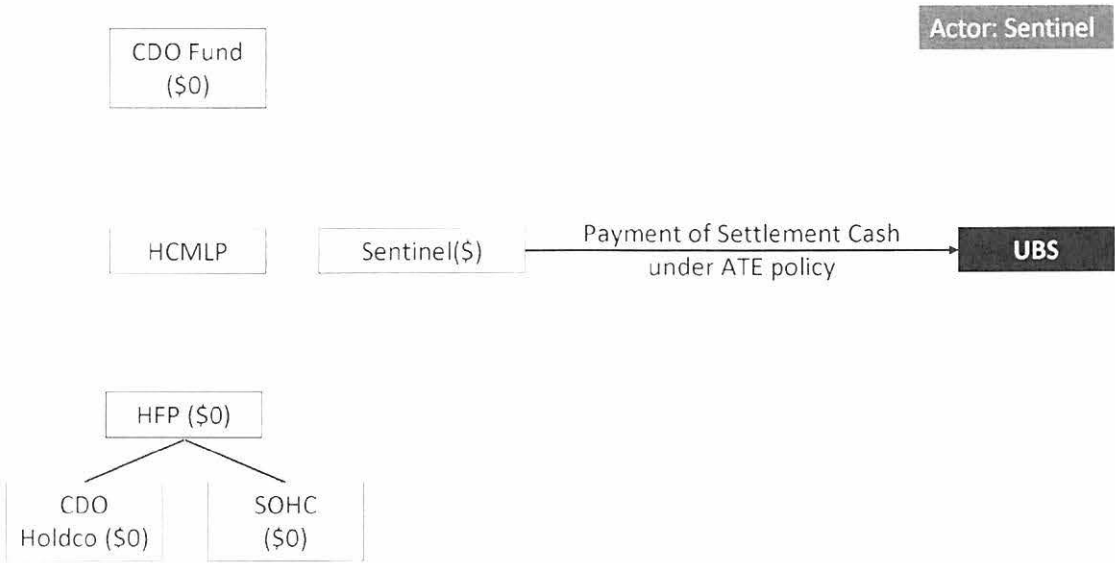 Actor: Sentinel
CDO Fund
($0)
HCMLP
Sentinel($)
Payment of Settlement Cash
under ATE policy
UBS
HFP ($0)
CDO
Holdco ($0)
SOHC
($0)